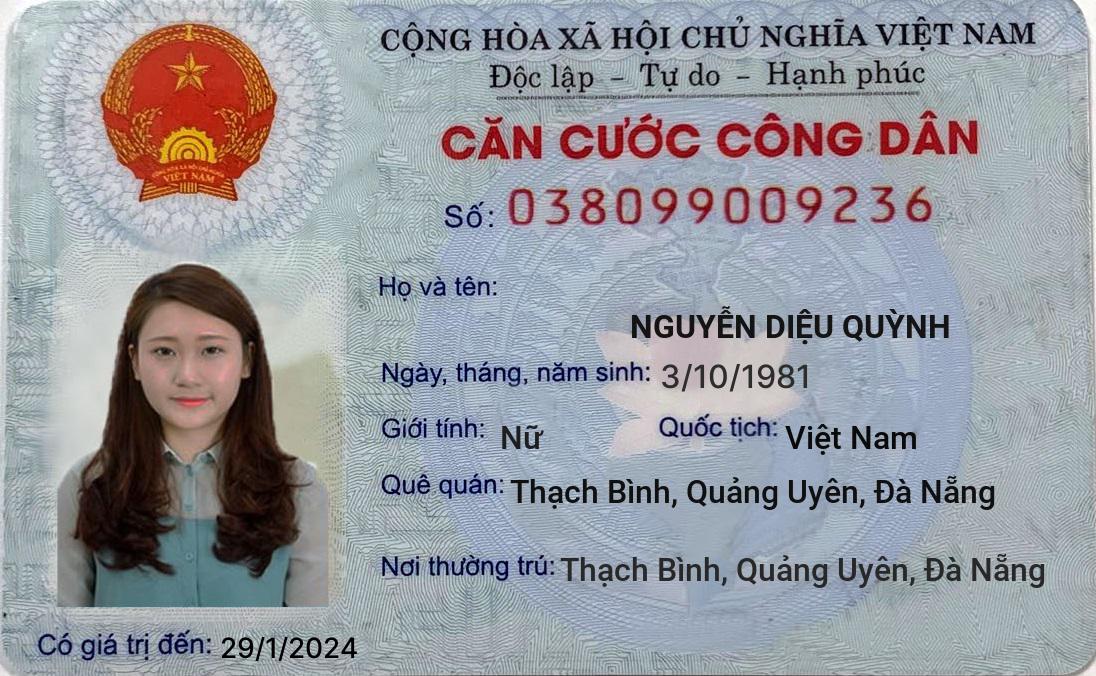 CỘNG HÒA XÃ HỘI CHỦ NGHĨA VIỆT NAM
Độc lập – Tự do – Hạnh phúc
CĂN CƯỚC CÔNG DÂN
Số: 038099009236
CỘNG HÒA XÃ HỘI CHỦ NGHĨA
VIỆT NAM
Họ và tên:
NGUYỄN DIỆU QUỲNH
Ngày, tháng, năm sinh: 3/10/1981
Giới tính: Nữ Quốc tịch: Việt Nam
Quê quán: Thạch Bình, Quảng Uyên, Đà Nẵng
Nơi thường trú: Thạch Bình, Quảng Uyên, Đà Nẵng
Có giá trị đến: 29/1/2024